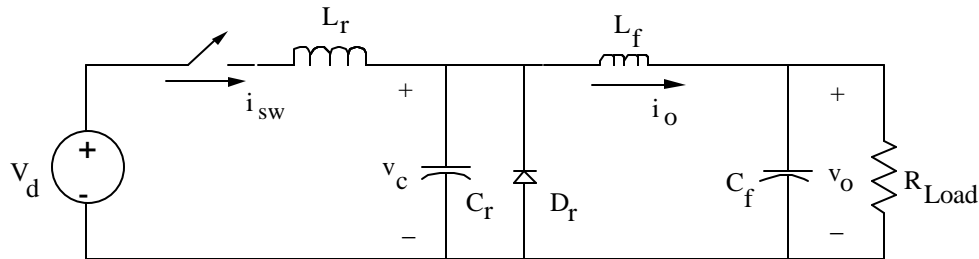 L_r
L_f
i_sw
+
i_o
+
V_d
+
-
v_c
C_r
D_r
C_f
v_o
R_Load
−
−